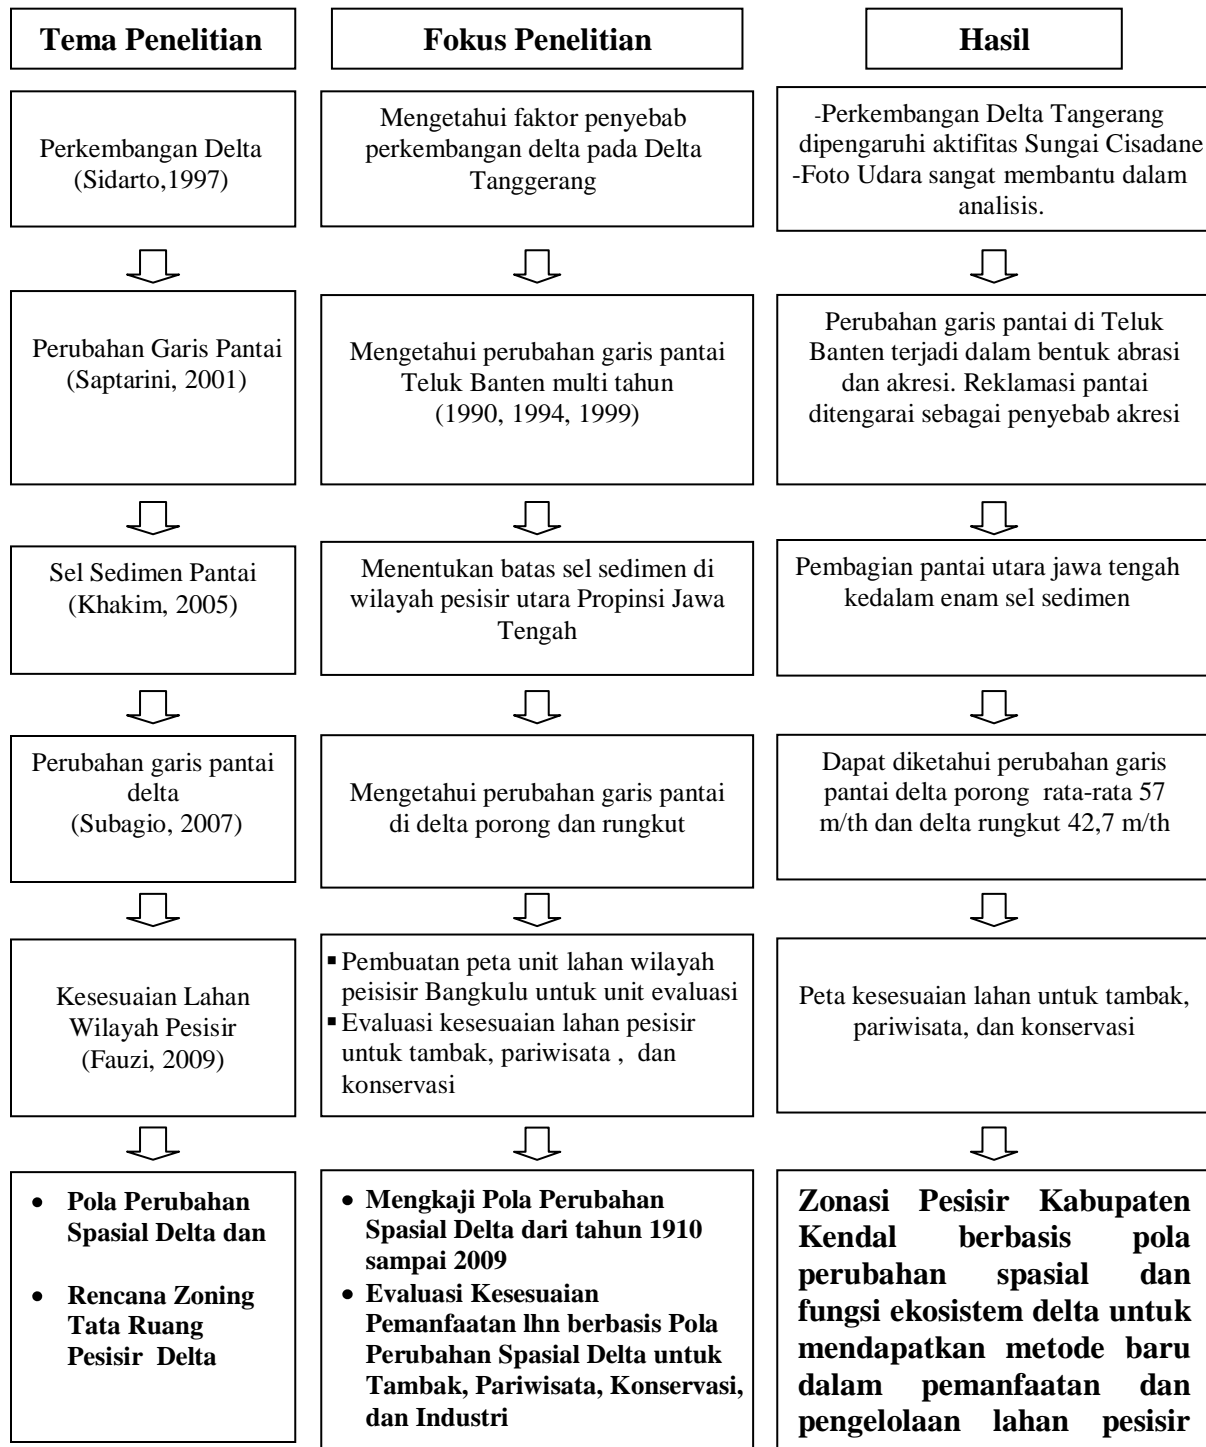 Tema Penelitian
Fokus Penelitian
Hasil
Perkembangan Delta
(Sidarto,1997)
Mengetahui faktor penyebab
perkembangan delta pada Delta
Tanggerang
-Perkembangan Delta Tangerang
dipengaruhi aktifitas Sungai Cisadane
-Foto Udara sangat membantu dalam
analisis.
Perubahan Garis Pantai
(Saptarini, 2001)
Mengetahui perubahan garis pantai
Teluk Banten multi tahun
(1990, 1994, 1999)
Perubahan garis pantai di Teluk
Banten terjadi dalam bentuk abrasi
dan akresi. Reklamasi pantai
ditengarai sebagai penyebab akresi
Sel Sedimen Pantai
(Khakim, 2005)
Menentukan batas sel sedimen di
wilayah pesisir utara Propinsi Jawa
Tengah
Pembagian pantai utara jawa tengah
kedalam enam sel sedimen
Perubahan garis pantai
delta
(Subagio, 2007)
Mengetahui perubahan garis pantai
di delta porong dan rungkut
Dapat diketahui perubahan garis
pantai delta porong rata-rata 57
m/th dan delta rungkut 42,7 m/th
Kesesuaian Lahan
Wilayah Pesisir
(Fauzi, 2009)
▪ Pembuatan peta unit lahan wilayah
peisisir Bangkulu untuk unit evaluasi
▪ Evaluasi kesesuaian lahan pesisir
untuk tambak, pariwisata , dan
konservasi
Peta kesesuaian lahan untuk tambak,
pariwisata, dan konservasi
• Pola Perubahan
Spasial Delta dan
• Rencana Zoning
Tata Ruang
Pesisir Delta
• Mengkaji Pola Perubahan
Spasial Delta dari tahun 1910
sampai 2009
• Evaluasi Kesesuaian
Pemanfaatan lhn berbasis Pola
Perubahan Spasial Delta untuk
Tambak, Pariwisata, Konservasi,
dan Industri
Zonasi Pesisir Kabupaten
Kendal berbasis pola
perubahan spasial dan
fungsi ekosistem delta untuk
mendapatkan metode baru
dalam pemanfaatan dan
pengelolaan lahan pesisir